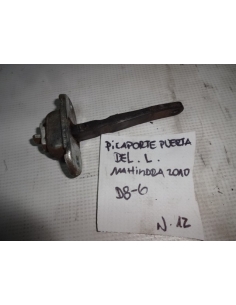 PICAPORTE PUERTA
DEL. L.
MAHINDRA 2010
D8-6
N.12